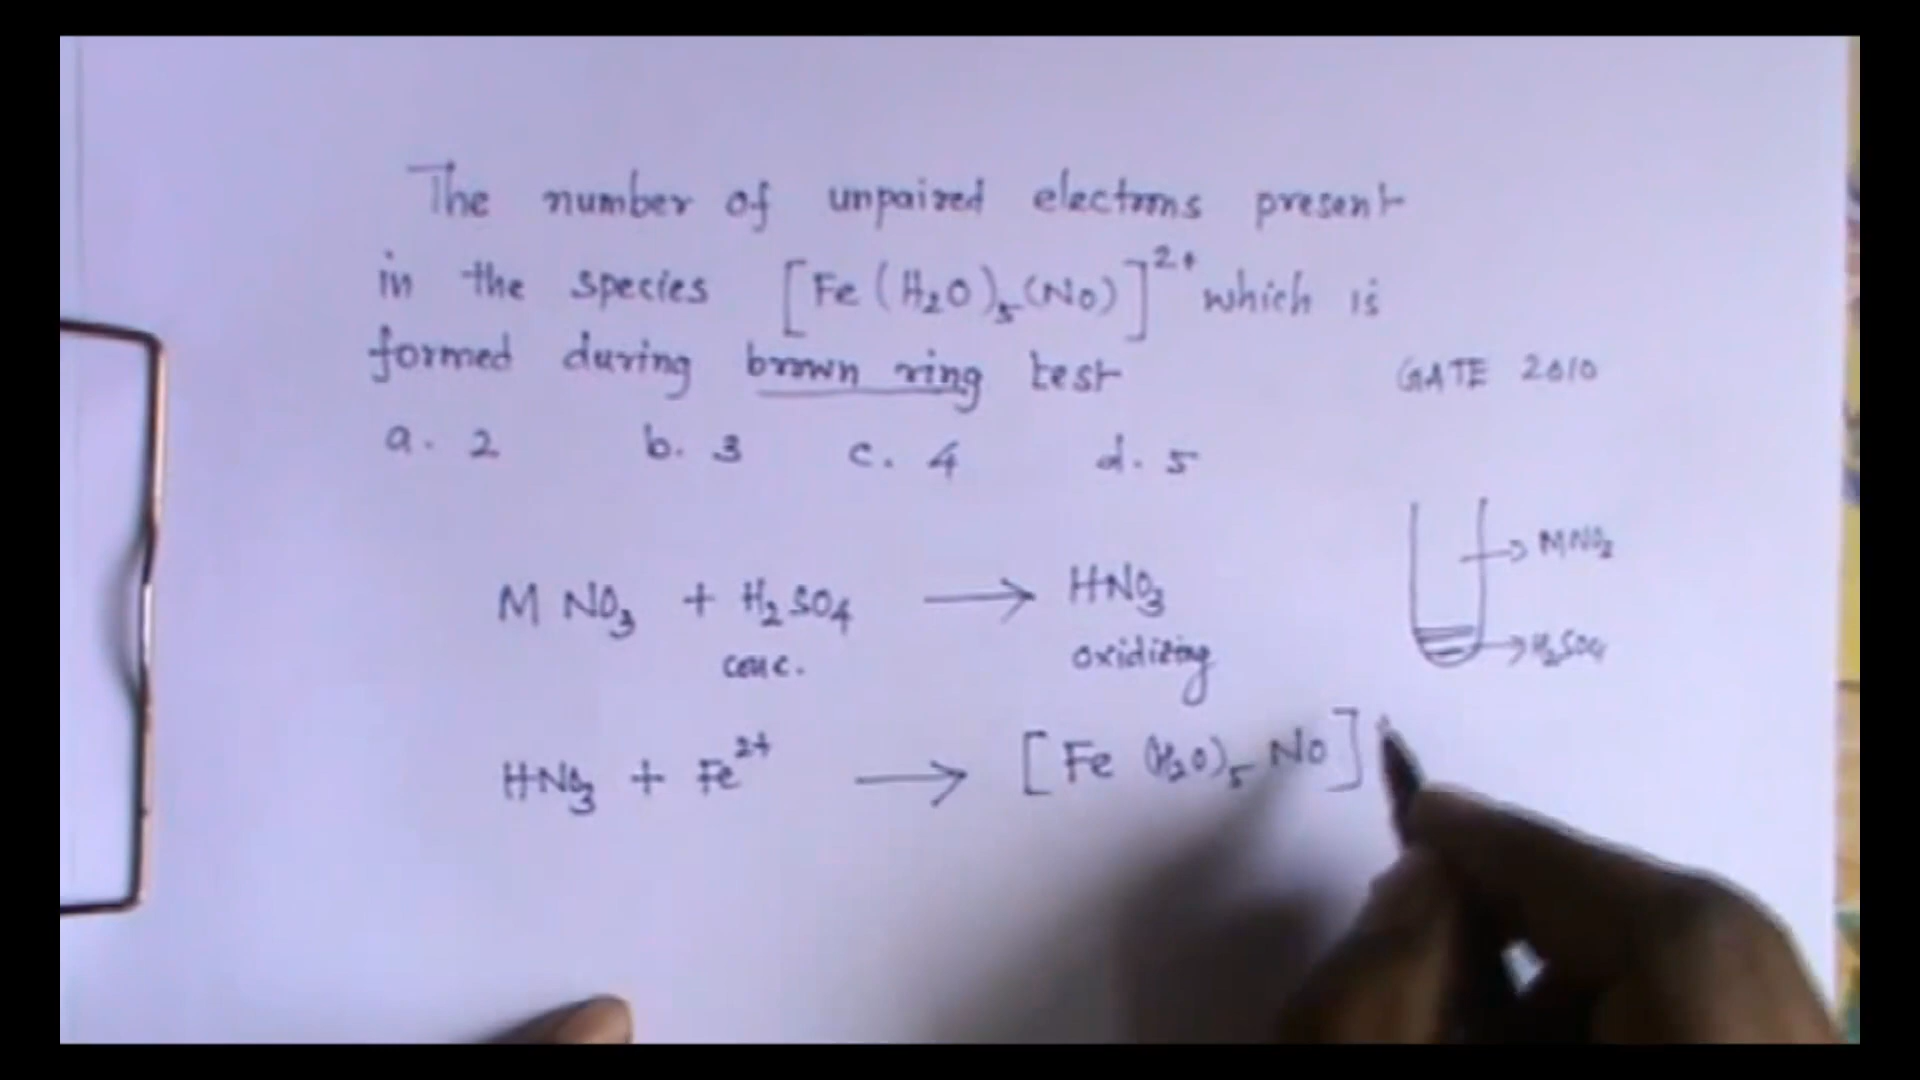 The number of unpaired electrons present
in the species [Fe(H₂O)₅(NO)]²⁺ which is
formed during brown ring test
GATE 2010
a. 2 b. 3 c. 4 d. 5
→ MNO₂
M NO₃ + H₂SO₄ → HNO₃
conc. oxidizing
→ H₂SO₄
HNO₃ + Fe²⁺ → [Fe (H₂O)₅ NO]